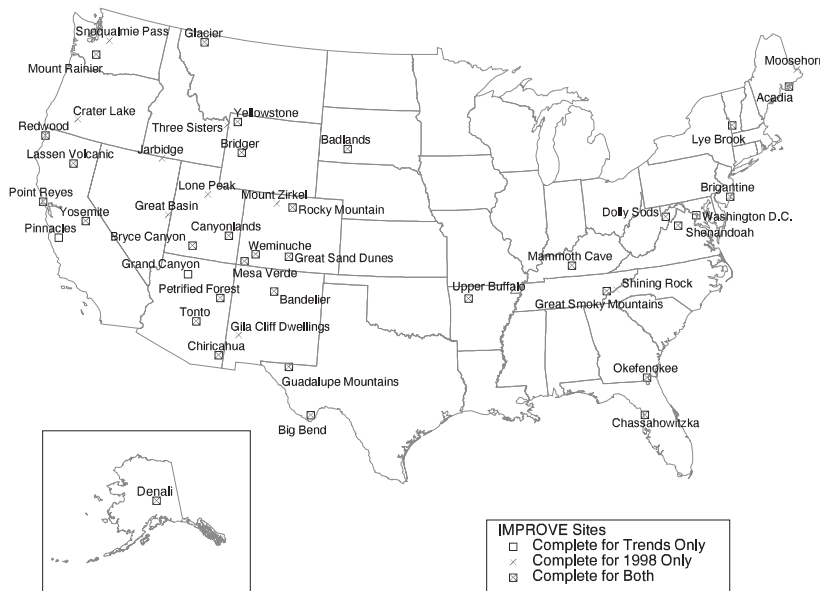 Snoqualmie Pass
Glacier
Moosehorn
Mount Rainier
Acadia
Crater Lake
Yellowstone
Redwood
Three Sisters
Badlands
Lye Brook
Bridger
Jarbidge
Lassen Volcanic
Lone Peak
Mount Zirkel
Brigantine
Point Reyes
Great Basin
Rocky Mountain
Dolly Sods
Washington D.C.
Yosemite
Canyonlands
Shenandoah
Pinnacles
Bryce Canyon
Weminuche
Great Sand Dunes
Mammoth Cave
Grand Canyon
Mesa Verde
Shining Rock
Petrified Forest
Bandelier
Upper Buffalo
Great Smoky Mountains
Tonto
Gila Cliff Dwellings
Chiricahua
Okefenokee
Guadalupe Mountains
Chassahowitzka
Big Bend
Denali
IMPROVE Sites
Complete for Trends Only
Complete for 1998 Only
Complete for Both